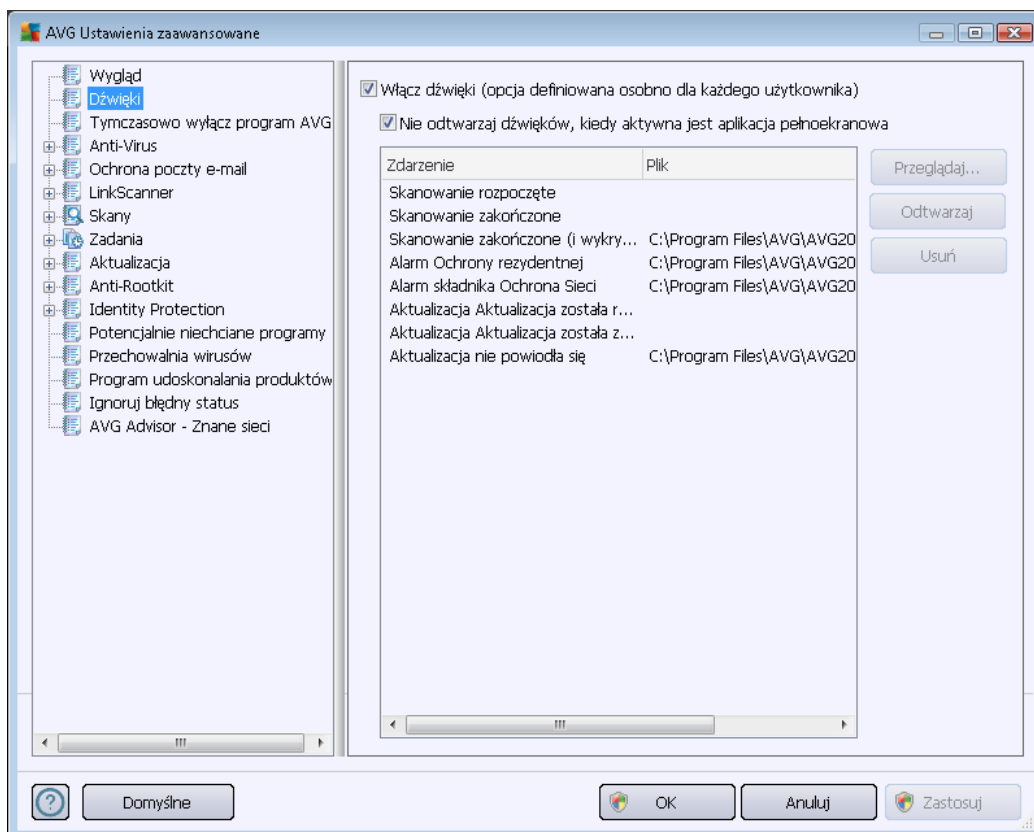 AVG Ustawienia zaawansowane
Wygląd
Dźwięki
Tymczasowo wyłącz program AVG
Anti-Virus
Ochrona poczty e-mail
LinkScanner
Skany
Zadania
Aktualizacja
Anti-Rootkit
Identity Protection
Potencjalnie niechciane programy
Przechowalnia wirusów
Program udoskonalania produktów
Ignoruj błędny status
AVG Advisor - Znane sieci
Włącz dźwięki (opcja definiowana osobno dla każdego użytkownika)
Nie odtwarzaj dźwięków, kiedy aktywna jest aplikacja pełnoekranowa
Zdarzenie Plik
Skanowanie rozpoczęte
Skanowanie zakończone
Skanowanie zakończone (i wykry... C:\Program Files\AVG\AVG20
Alarm Ochrony rezydentnej C:\Program Files\AVG\AVG20
Alarm składnika Ochrona Sieci C:\Program Files\AVG\AVG20
Aktualizacja Aktualizacja została r...
Aktualizacja Aktualizacja została z...
Aktualizacja nie powiodła się C:\Program Files\AVG\AVG20
Przeglądaj...
Odtwarzaj
Usuń
Domyślne
OK
Anuluj
Zastosuj